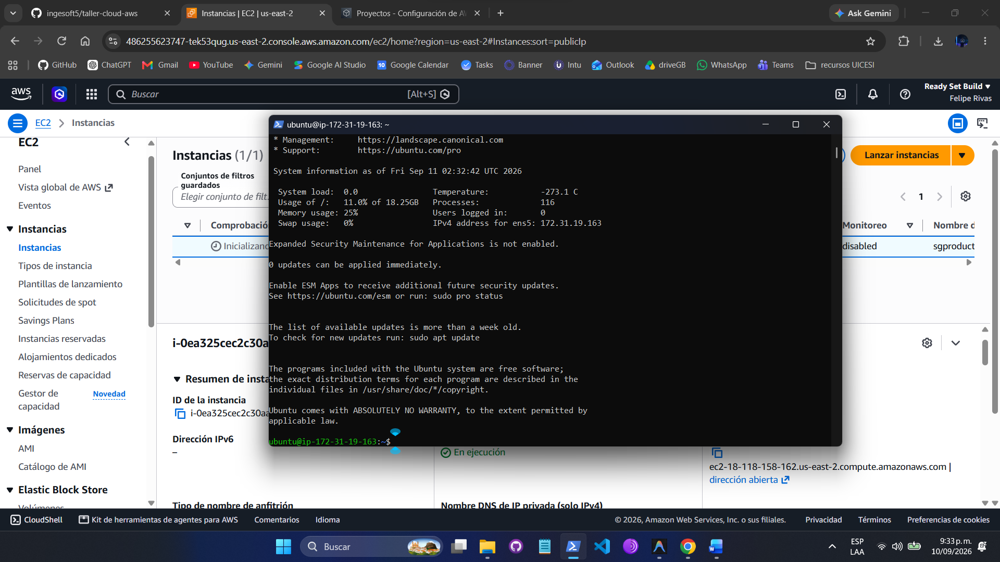 ingesoft5/taller-cloud-aws
Instancias | EC2 | us-east-2
Proyectos - Configuración de AW
Ask Gemini
486255623747-tek53qug.us-east-2.console.aws.amazon.com/ec2/home?region=us-east-2#Instances:sort=publicIp
GitHub
ChatGPT
Gmail
YouTube
Gemini
Google AI Studio
10
Google Calendar
Tasks
Banner
Intu
Outlook
driveGB
WhatsApp
Teams
recursos UICESI
aws
Buscar
[Alt+S]
Ready Set Build
Felipe Rivas
EC2
Instancias
EC2
Panel
Vista global de AWS
Eventos
Instancias
Instancias
Tipos de instancia
Plantillas de lanzamiento
Solicitudes de spot
Savings Plans
Instancias reservadas
Alojamientos dedicados
Reservas de capacidad
Gestor de capacidad
Novedad
Imágenes
AMI
Catálogo de AMI
Elastic Block Store
Volúmenes
Instancias (1/1)
Conjuntos de filtros guardados
Elegir conjunto de filt
Lanzar instancias
1
Comprobació
Monitoreo
Nombre d
Inicializand
disabled
sgproduct
i-0ea325cec2c30a
Resumen de insta
ID de la instancia
i-0ea325cec2c30aa
Dirección IPv6
–
En ejecución
ec2-18-118-158-162.us-east-2.compute.amazonaws.com |
dirección abierta
Tipo de nombre de anfitrión
Nombre DNS de IP privada (solo IPv4)
ubuntu@ip-172-31-19-163: ~
* Management: https://landscape.canonical.com
* Support: https://ubuntu.com/pro
System information as of Fri Sep 11 02:32:42 UTC 2026
System load: 0.0 Temperature: -273.1 C
Usage of /: 11.0% of 18.25GB Processes: 116
Memory usage: 25% Users logged in: 0
Swap usage: 0% IPv4 address for ens5: 172.31.19.163
Expanded Security Maintenance for Applications is not enabled.
0 updates can be applied immediately.
Enable ESM Apps to receive additional future security updates.
See https://ubuntu.com/esm or run: sudo pro status
The list of available updates is more than a week old.
To check for new updates run: sudo apt update
The programs included with the Ubuntu system are free software;
the exact distribution terms for each program are described in the
individual files in /usr/share/doc/*/copyright.
Ubuntu comes with ABSOLUTELY NO WARRANTY, to the extent permitted by
applicable law.
ubuntu@ip-172-31-19-163:~$
CloudShell
Kit de herramientas de agentes para AWS
Comentarios
Idioma
© 2026, Amazon Web Services, Inc. o sus filiales.
Privacidad
Términos
Preferencias de cookies
Buscar
ESP
LAA
9:33 p. m.
10/09/2026